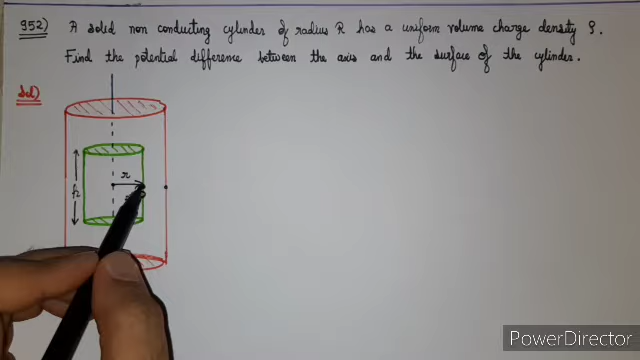 952) A solid non conducting cylinder of radius R has a uniform volume charge density ρ.
Find the potential difference between the axis and the surface of the cylinder.
Sol)
r
h
PowerDirector